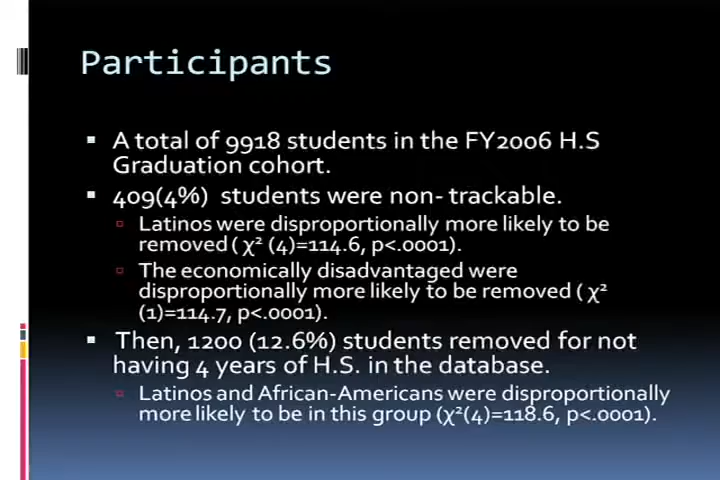 Participants
A total of 9918 students in the FY2006 H.S
Graduation cohort.
409(4%) students were non- trackable.
Latinos were disproportionally more likely to be
removed ( χ² (4)=114.6, p<.0001).
The economically disadvantaged were
disproportionally more likely to be removed ( χ²
(1)=114.7, p<.0001).
Then, 1200 (12.6%) students removed for not
having 4 years of H.S. in the database.
Latinos and African-Americans were disproportionally
more likely to be in this group (χ²(4)=118.6, p<.0001).